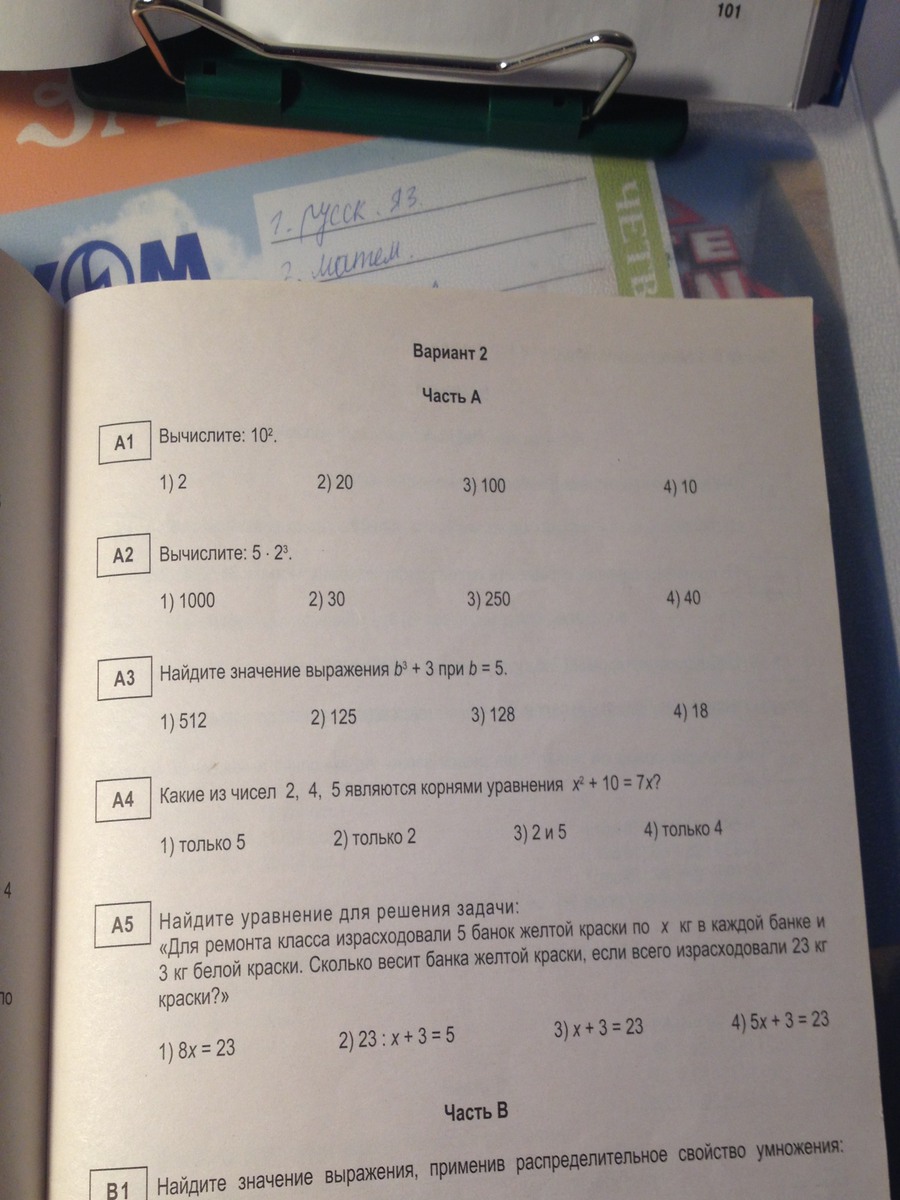 101
1. русск. яз.
2. матем.
ЧЕТВ
Вариант 2
Часть А
А1 Вычислите: 10².
1) 2 2) 20 3) 100 4) 10
А2 Вычислите: 5 · 2³.
1) 1000 2) 30 3) 250 4) 40
А3 Найдите значение выражения b³ + 3 при b = 5.
1) 512 2) 125 3) 128 4) 18
А4 Какие из чисел 2, 4, 5 являются корнями уравнения x² + 10 = 7x?
1) только 5 2) только 2 3) 2 и 5 4) только 4
4
А5 Найдите уравнение для решения задачи:
«Для ремонта класса израсходовали 5 банок желтой краски по x кг в каждой банке и
3 кг белой краски. Сколько весит банка желтой краски, если всего израсходовали 23 кг
краски?»
1) 8x = 23 2) 23 : x + 3 = 5 3) x + 3 = 23 4) 5x + 3 = 23
Часть В
В1 Найдите значение выражения, применив распределительное свойство умножения: